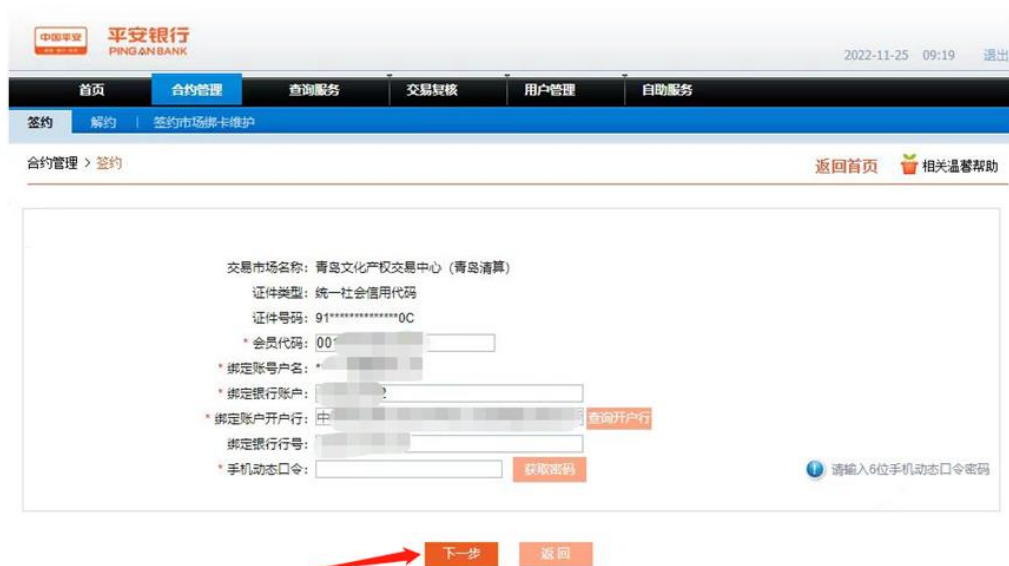 中国平安 平安银行
PING AN BANK
2022-11-25 09:19 退出
首页 合约管理 查询服务 交易复核 用户管理 自助服务
签约 解约 | 签约市场绑卡维护
合约管理 > 签约 返回首页 相关温馨帮助
交易市场名称: 青岛文化产权交易中心（青岛清算）
证件类型: 统一社会信用代码
证件号码: 91**************0C
* 会员代码: 001
* 绑定账号户名: *
* 绑定银行账户: 2
* 绑定账户开户行: 中 查询开户行
绑定银行行号:
* 手机动态口令: 获取密码 请输入6位手机动态口令密码
下一步 返回